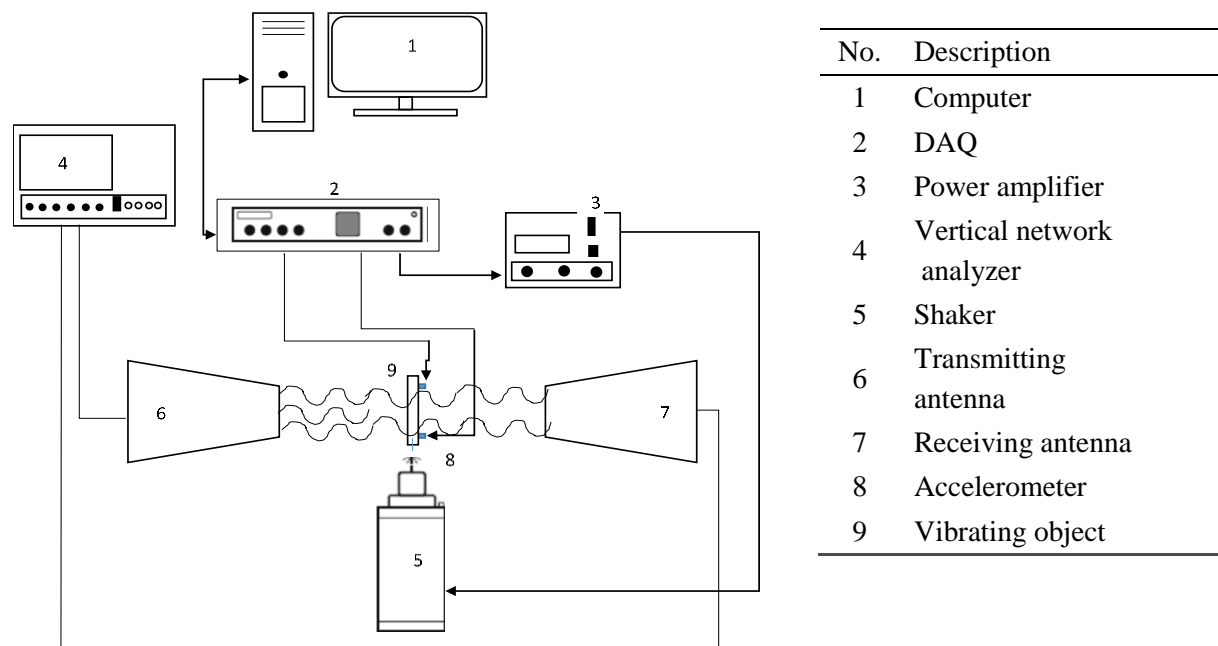 1
4
2
3
9
6
7
8
5
No. Description
1 Computer
2 DAQ
3 Power amplifier
4 Vertical network
analyzer
5 Shaker
6 Transmitting
antenna
7 Receiving antenna
8 Accelerometer
9 Vibrating object